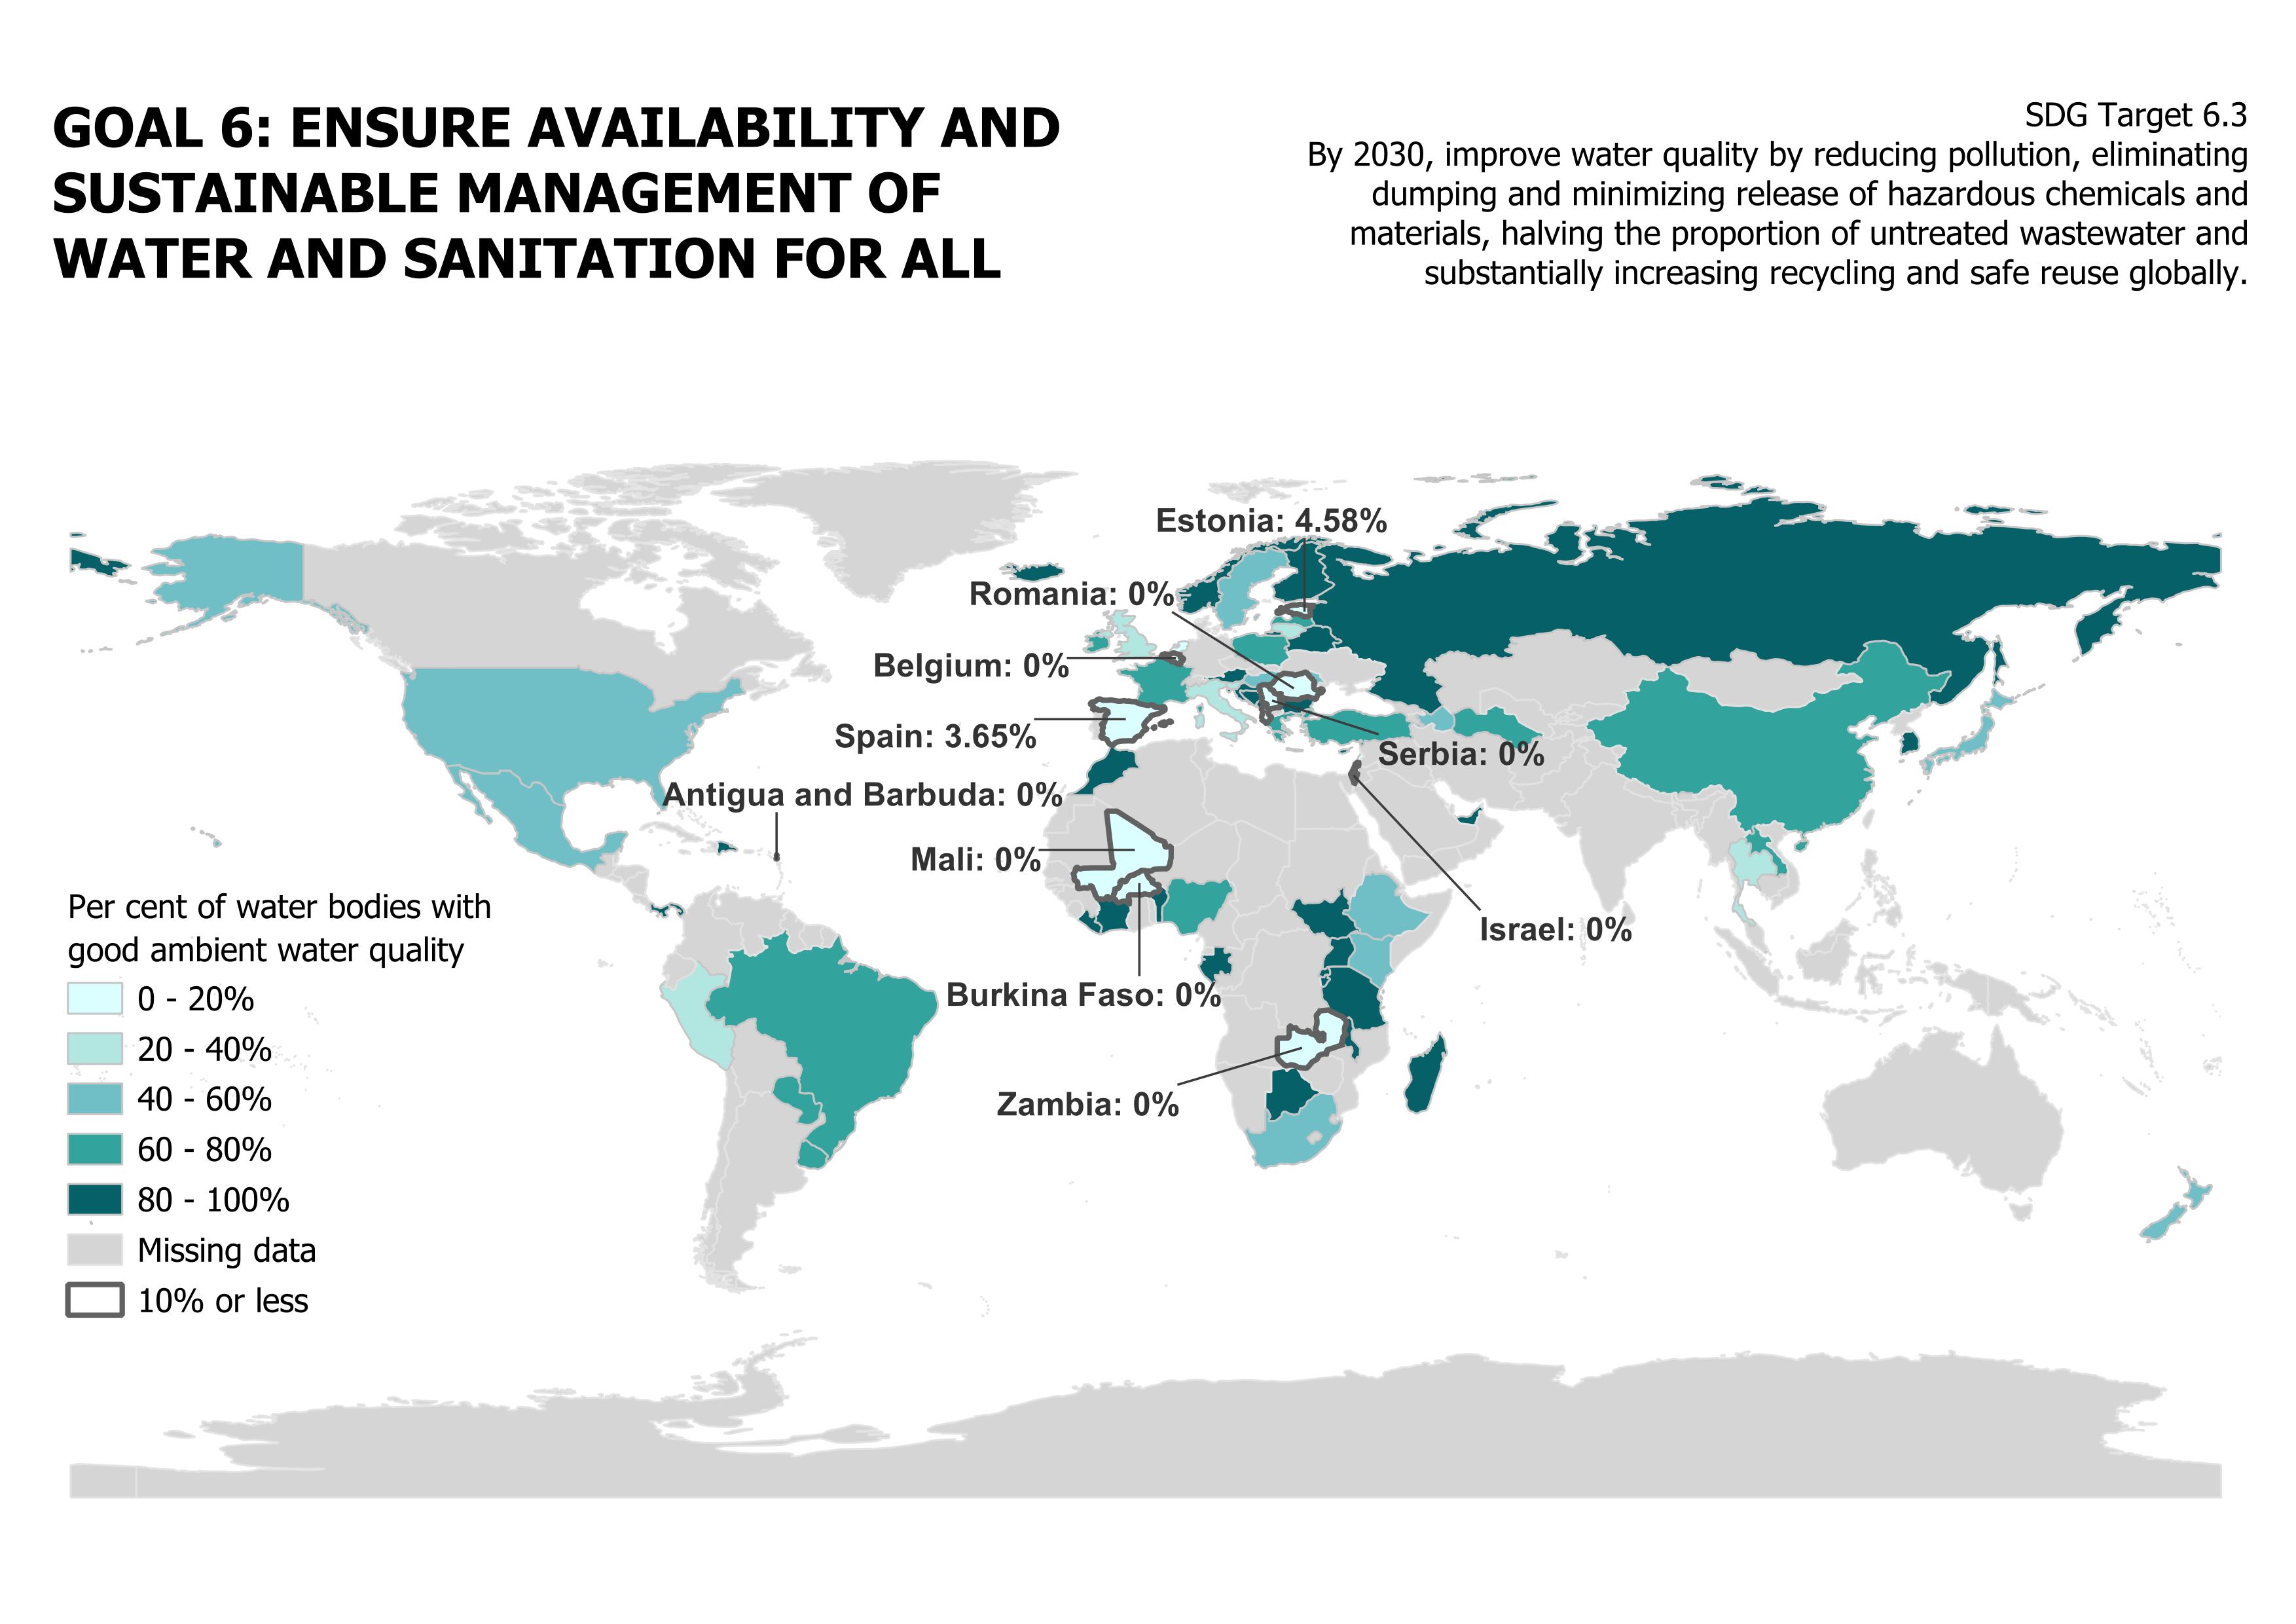 GOAL 6: ENSURE AVAILABILITY AND
SUSTAINABLE MANAGEMENT OF
WATER AND SANITATION FOR ALL
SDG Target 6.3
By 2030, improve water quality by reducing pollution, eliminating
dumping and minimizing release of hazardous chemicals and
materials, halving the proportion of untreated wastewater and
substantially increasing recycling and safe reuse globally.
Estonia: 4.58%
Romania: 0%
Belgium: 0%
Spain: 3.65%
Serbia: 0%
Antigua and Barbuda: 0%
Mali: 0%
Israel: 0%
Burkina Faso: 0%
Zambia: 0%
Per cent of water bodies with
good ambient water quality
0 - 20%
20 - 40%
40 - 60%
60 - 80%
80 - 100%
Missing data
10% or less